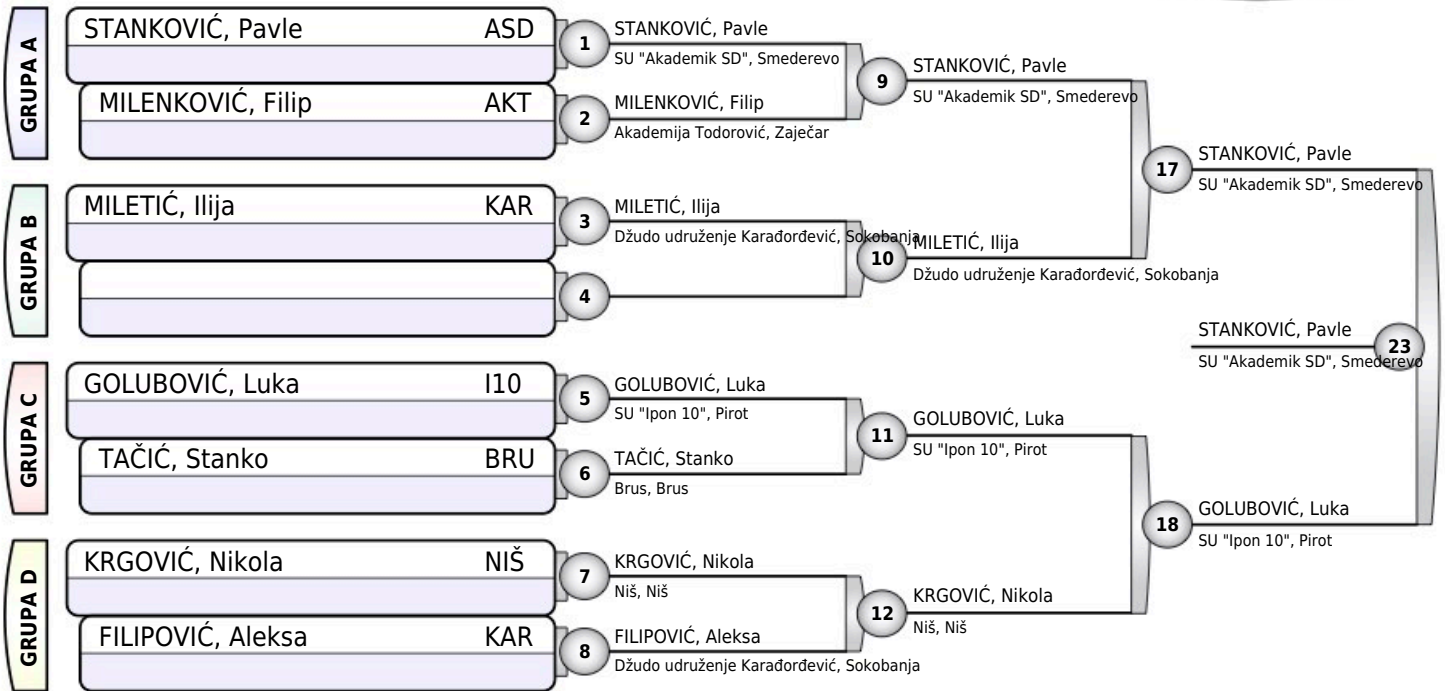 GRUPA A
STANKOVIĆ, Pavle ASD
MILENKOVIĆ, Filip AKT
GRUPA B
MILETIĆ, Ilija KAR
GRUPA C
GOLUBOVIĆ, Luka I10
TAČIĆ, Stanko BRU
GRUPA D
KRGOVIĆ, Nikola NIŠ
FILIPOVIĆ, Aleksa KAR
1
STANKOVIĆ, Pavle
SU "Akademik SD", Smederevo
2
MILENKOVIĆ, Filip
Akademija Todorović, Zaječar
3
MILETIĆ, Ilija
Džudo udruženje Karađorđević, Sokobanja
4
5
GOLUBOVIĆ, Luka
SU "Ipon 10", Pirot
6
TAČIĆ, Stanko
Brus, Brus
7
KRGOVIĆ, Nikola
Niš, Niš
8
FILIPOVIĆ, Aleksa
Džudo udruženje Karađorđević, Sokobanja
9
STANKOVIĆ, Pavle
SU "Akademik SD", Smederevo
10
MILETIĆ, Ilija
Džudo udruženje Karađorđević, Sokobanja
11
GOLUBOVIĆ, Luka
SU "Ipon 10", Pirot
12
KRGOVIĆ, Nikola
Niš, Niš
17
STANKOVIĆ, Pavle
SU "Akademik SD", Smederevo
18
GOLUBOVIĆ, Luka
SU "Ipon 10", Pirot
STANKOVIĆ, Pavle
23
SU "Akademik SD", Smederevo